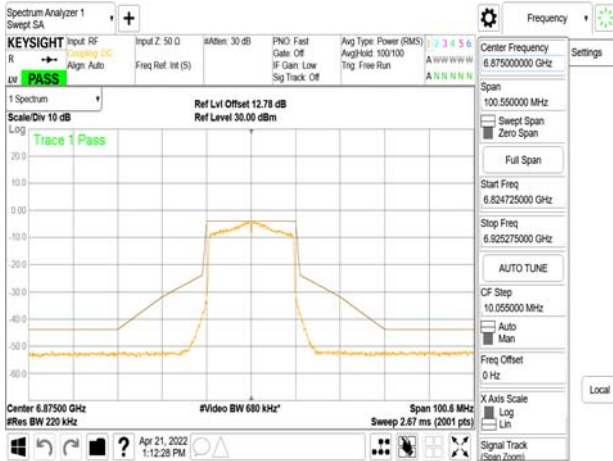 Spectrum Analyzer 1
Swept SA
Frequency
KEYSIGHT
R
LV
PASS
Input: RF
Coupling: DC
Align: Auto
Input Z: 50 Ω
Freq Ref: Int (S)
#Atten: 30 dB
PNO: Fast
Gate: Off
IF Gain: Low
Sig Track: Off
Avg Type: Power (RMS)
Avg|Hold: 100/100
Trig: Free Run
1 2 3 4 5 6
A W W W W W
A N N N N N
Center Frequency
6.875000000 GHz
Settings
Span
100.550000 MHz
Swept Span
Zero Span
Full Span
Start Freq
6.824725000 GHz
Stop Freq
6.925275000 GHz
AUTO TUNE
CF Step
10.055000 MHz
Auto
Man
Freq Offset
0 Hz
X Axis Scale
Log
Lin
Signal Track
(Span Zoom)
Local
1 Spectrum
Scale/Div 10 dB
Ref Lvl Offset 12.78 dB
Ref Level 30.00 dBm
Log
Trace 1 Pass
20.0
10.0
0.00
-10.0
-20.0
-30.0
-40.0
-50.0
-60.0
Center 6.87500 GHz
#Video BW 680 kHz*
Span 100.6 MHz
#Res BW 220 kHz
Sweep 2.67 ms (2001 pts)
?
Apr 21, 2022
1:12:28 PM